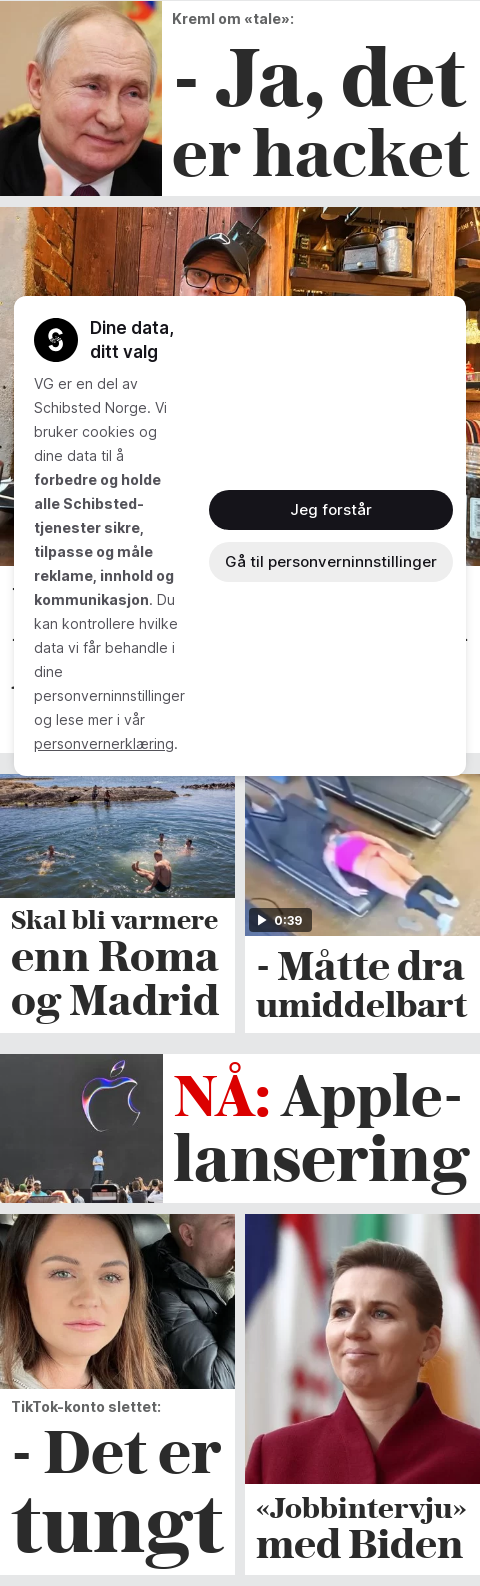 Kreml om «tale»:
- Ja, det
er hacket
Dine data,
ditt valg
VG er en del av
Schibsted Norge. Vi
bruker cookies og
dine data til å
forbedre og holde
alle Schibsted-
tjenester sikre,
tilpasse og måle
reklame, innhold og
kommunikasjon. Du
kan kontrollere hvilke
data vi får behandle i
dine
personverninnstillinger
og lese mer i vår
personvernerklæring.
Jeg forstår
Gå til personverninnstillinger
Skal bli varmere
enn Roma
og Madrid
0:39
- Måtte dra
umiddelbart
NÅ: Apple-
lansering
TikTok-konto slettet:
- Det er
tungt
«Jobbintervju»
med Biden